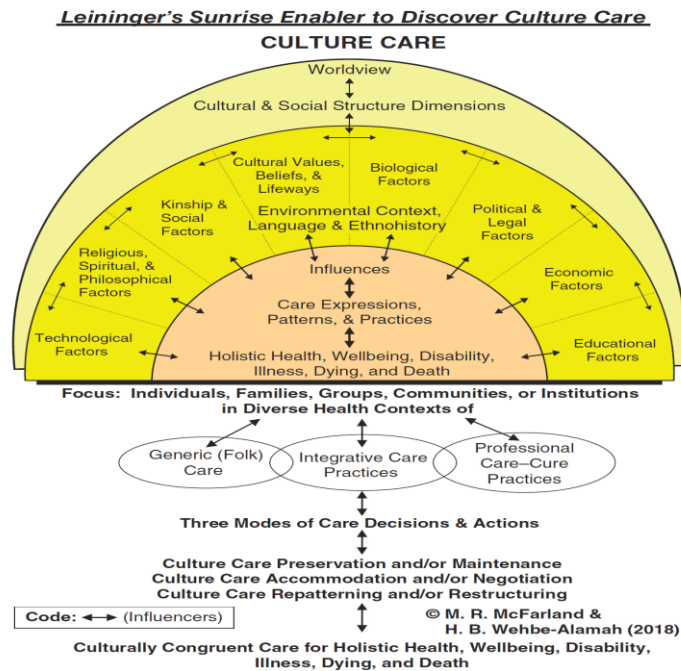 Leininger's Sunrise Enabler to Discover Culture Care
CULTURE CARE
Worldview
Cultural & Social Structure Dimensions
Cultural Values,
Beliefs, &
Lifeways
Biological
Factors
Kinship &
Social
Factors
Environmental Context,
Language & Ethnohistory
Political &
Legal
Factors
Religious,
Spiritual, &
Philosophical
Factors
Influences
Economic
Factors
Care Expressions,
Patterns, & Practices
Technological
Factors
Holistic Health, Wellbeing, Disability,
Illness, Dying, and Death
Educational
Factors
Focus: Individuals, Families, Groups, Communities, or Institutions
in Diverse Health Contexts of
Generic (Folk)
Care
Integrative Care
Practices
Professional
Care–Cure
Practices
Three Modes of Care Decisions & Actions
Culture Care Preservation and/or Maintenance
Culture Care Accommodation and/or Negotiation
Culture Care Repatterning and/or Restructuring
Code: ↔ (Influencers)
© M. R. McFarland &
H. B. Wehbe-Alamah (2018)
Culturally Congruent Care for Holistic Health, Wellbeing, Disability,
Illness, Dying, and Death